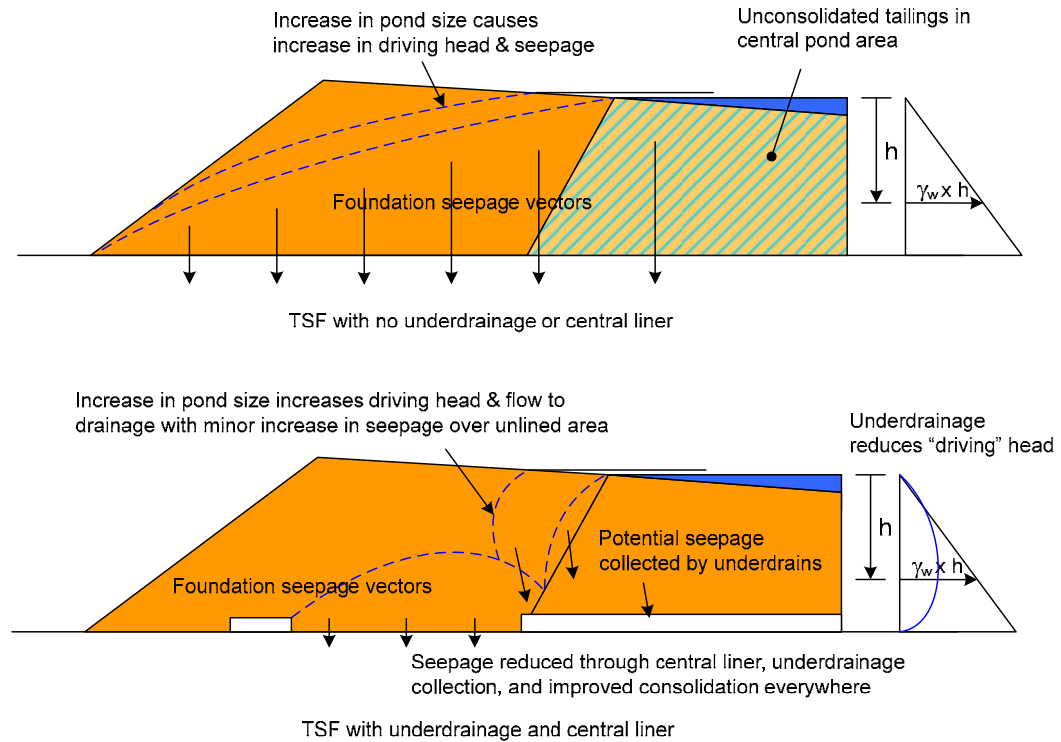 Increase in pond size causes
increase in driving head & seepage
Unconsolidated tailings in
central pond area
h
γw x h
Foundation seepage vectors
TSF with no underdrainage or central liner
Increase in pond size increases driving head & flow to
drainage with minor increase in seepage over unlined area
Underdrainage
reduces “driving” head
h
Potential seepage
collected by underdrains
γw x h
Foundation seepage vectors
Seepage reduced through central liner, underdrainage
collection, and improved consolidation everywhere
TSF with underdrainage and central liner